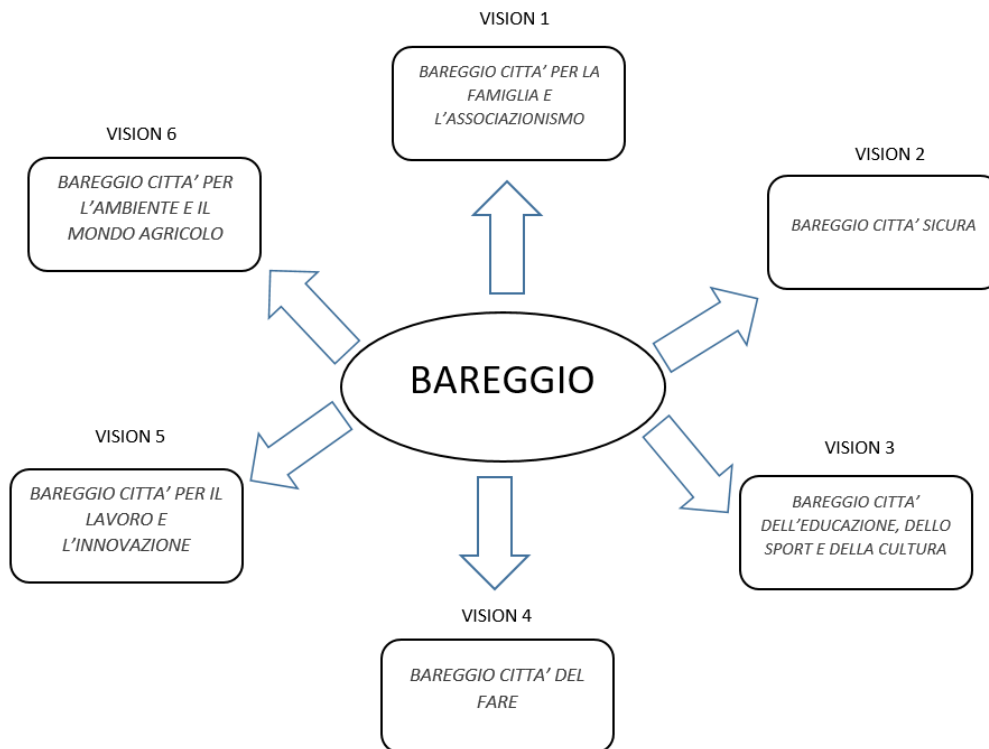 VISION 1
BAREGGIO CITTA' PER LA
FAMIGLIA E
L'ASSOCIAZIONISMO
VISION 6
BAREGGIO CITTA' PER
L'AMBIENTE E IL
MONDO AGRICOLO
VISION 2
BAREGGIO CITTA' SICURA
BAREGGIO
VISION 5
BAREGGIO CITTA' PER IL
LAVORO E
L'INNOVAZIONE
VISION 3
BAREGGIO CITTA'
DELL'EDUCAZIONE, DELLO
SPORT E DELLA CULTURA
VISION 4
BAREGGIO CITTA' DEL
FARE